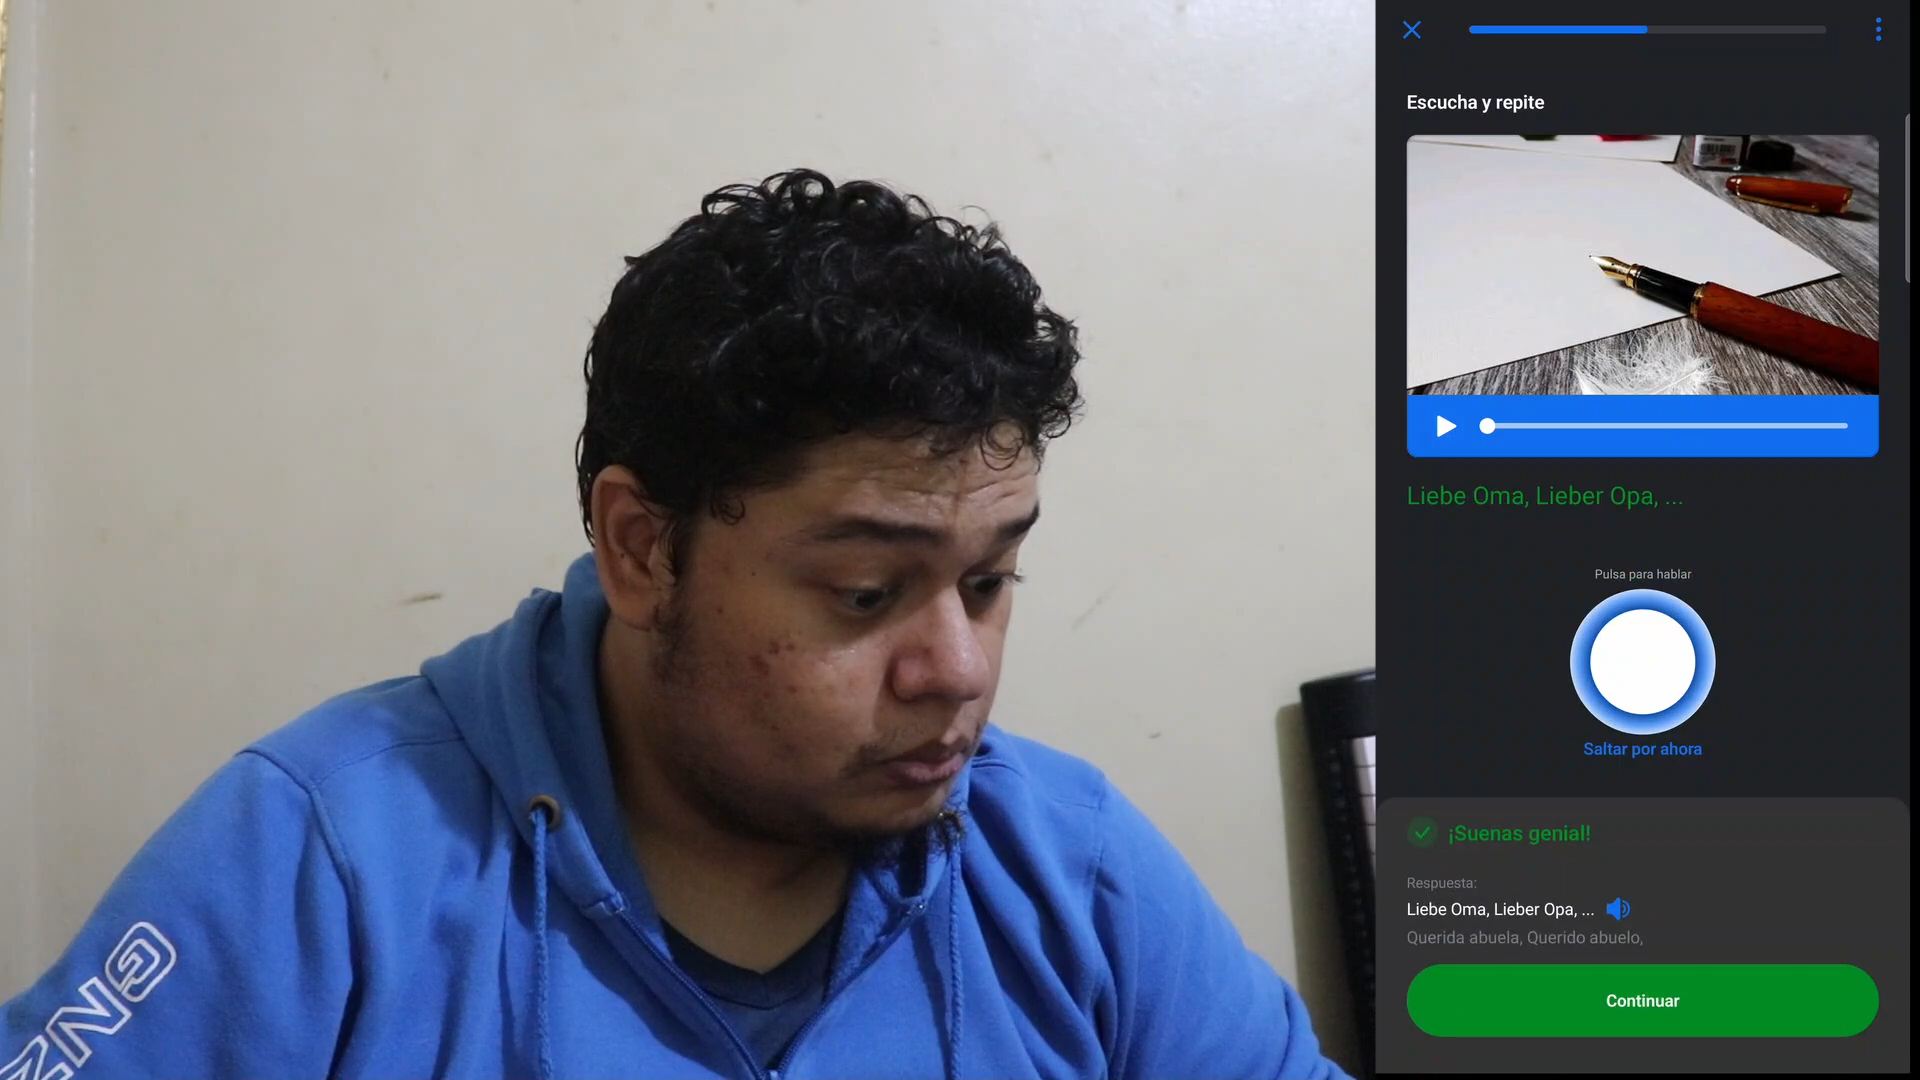 Escucha y repite
Liebe Oma, Lieber Opa, ...
Pulsa para hablar
Saltar por ahora
¡Suenas genial!
Respuesta:
Liebe Oma, Lieber Opa, ...
Querida abuela, Querido abuelo,
Continuar